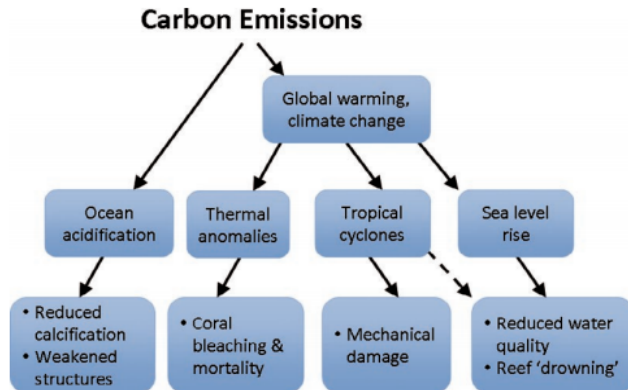 Carbon Emissions
Global warming,
climate change
Ocean
acidification
Thermal
anomalies
Tropical
cyclones
Sea level
rise
• Reduced
calcification
• Weakened
structures
• Coral
bleaching &
mortality
• Mechanical
damage
• Reduced water
quality
• Reef ‘drowning’